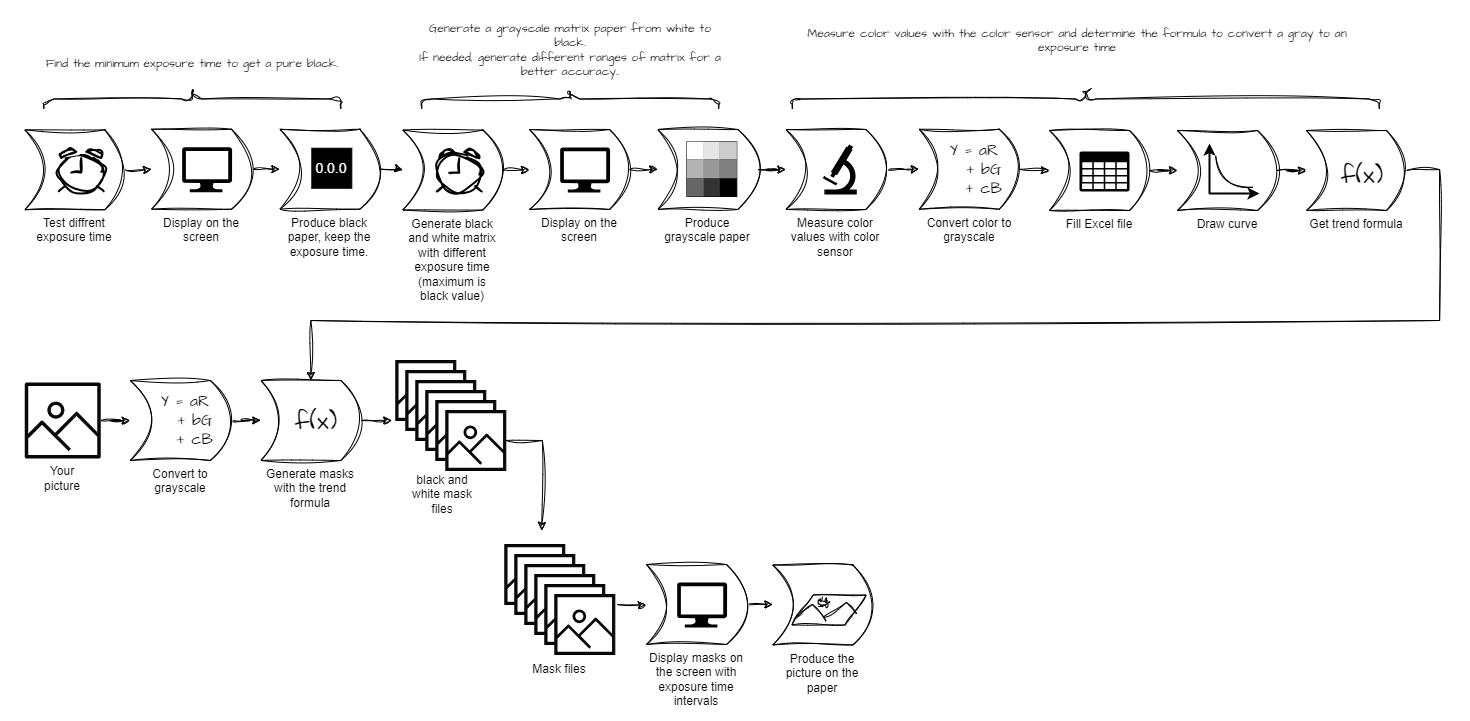 Find the minimum exposure time to get a pure black.
Generate a grayscale matrix paper from white to
black.
If needed, generate different ranges of matrix for a
better accuracy..
Measure color values with the color sensor and determine the formula to convert a gray to an
exposure time
Test diffrent
exposure time
Display on the
screen
0.0.0
Produce black
paper, keep the
exposure time.
Generate black
and white matrix
with different
exposure time
(maximum is
black value)
Display on the
screen
Produce
grayscale paper
Measure color
values with color
sensor
Y = aR
+ bG
+ cB
Convert color to
grayscale
Fill Excel file
Draw curve
f(x)
Get trend formula
Your
picture
Y = aR
+ bG
+ cB
Convert to
grayscale
f(x)
Generate masks
with the trend
formula
black and
white mask
files
Mask files
Display masks on
the screen with
exposure time
intervals
Produce the
picture on the
paper